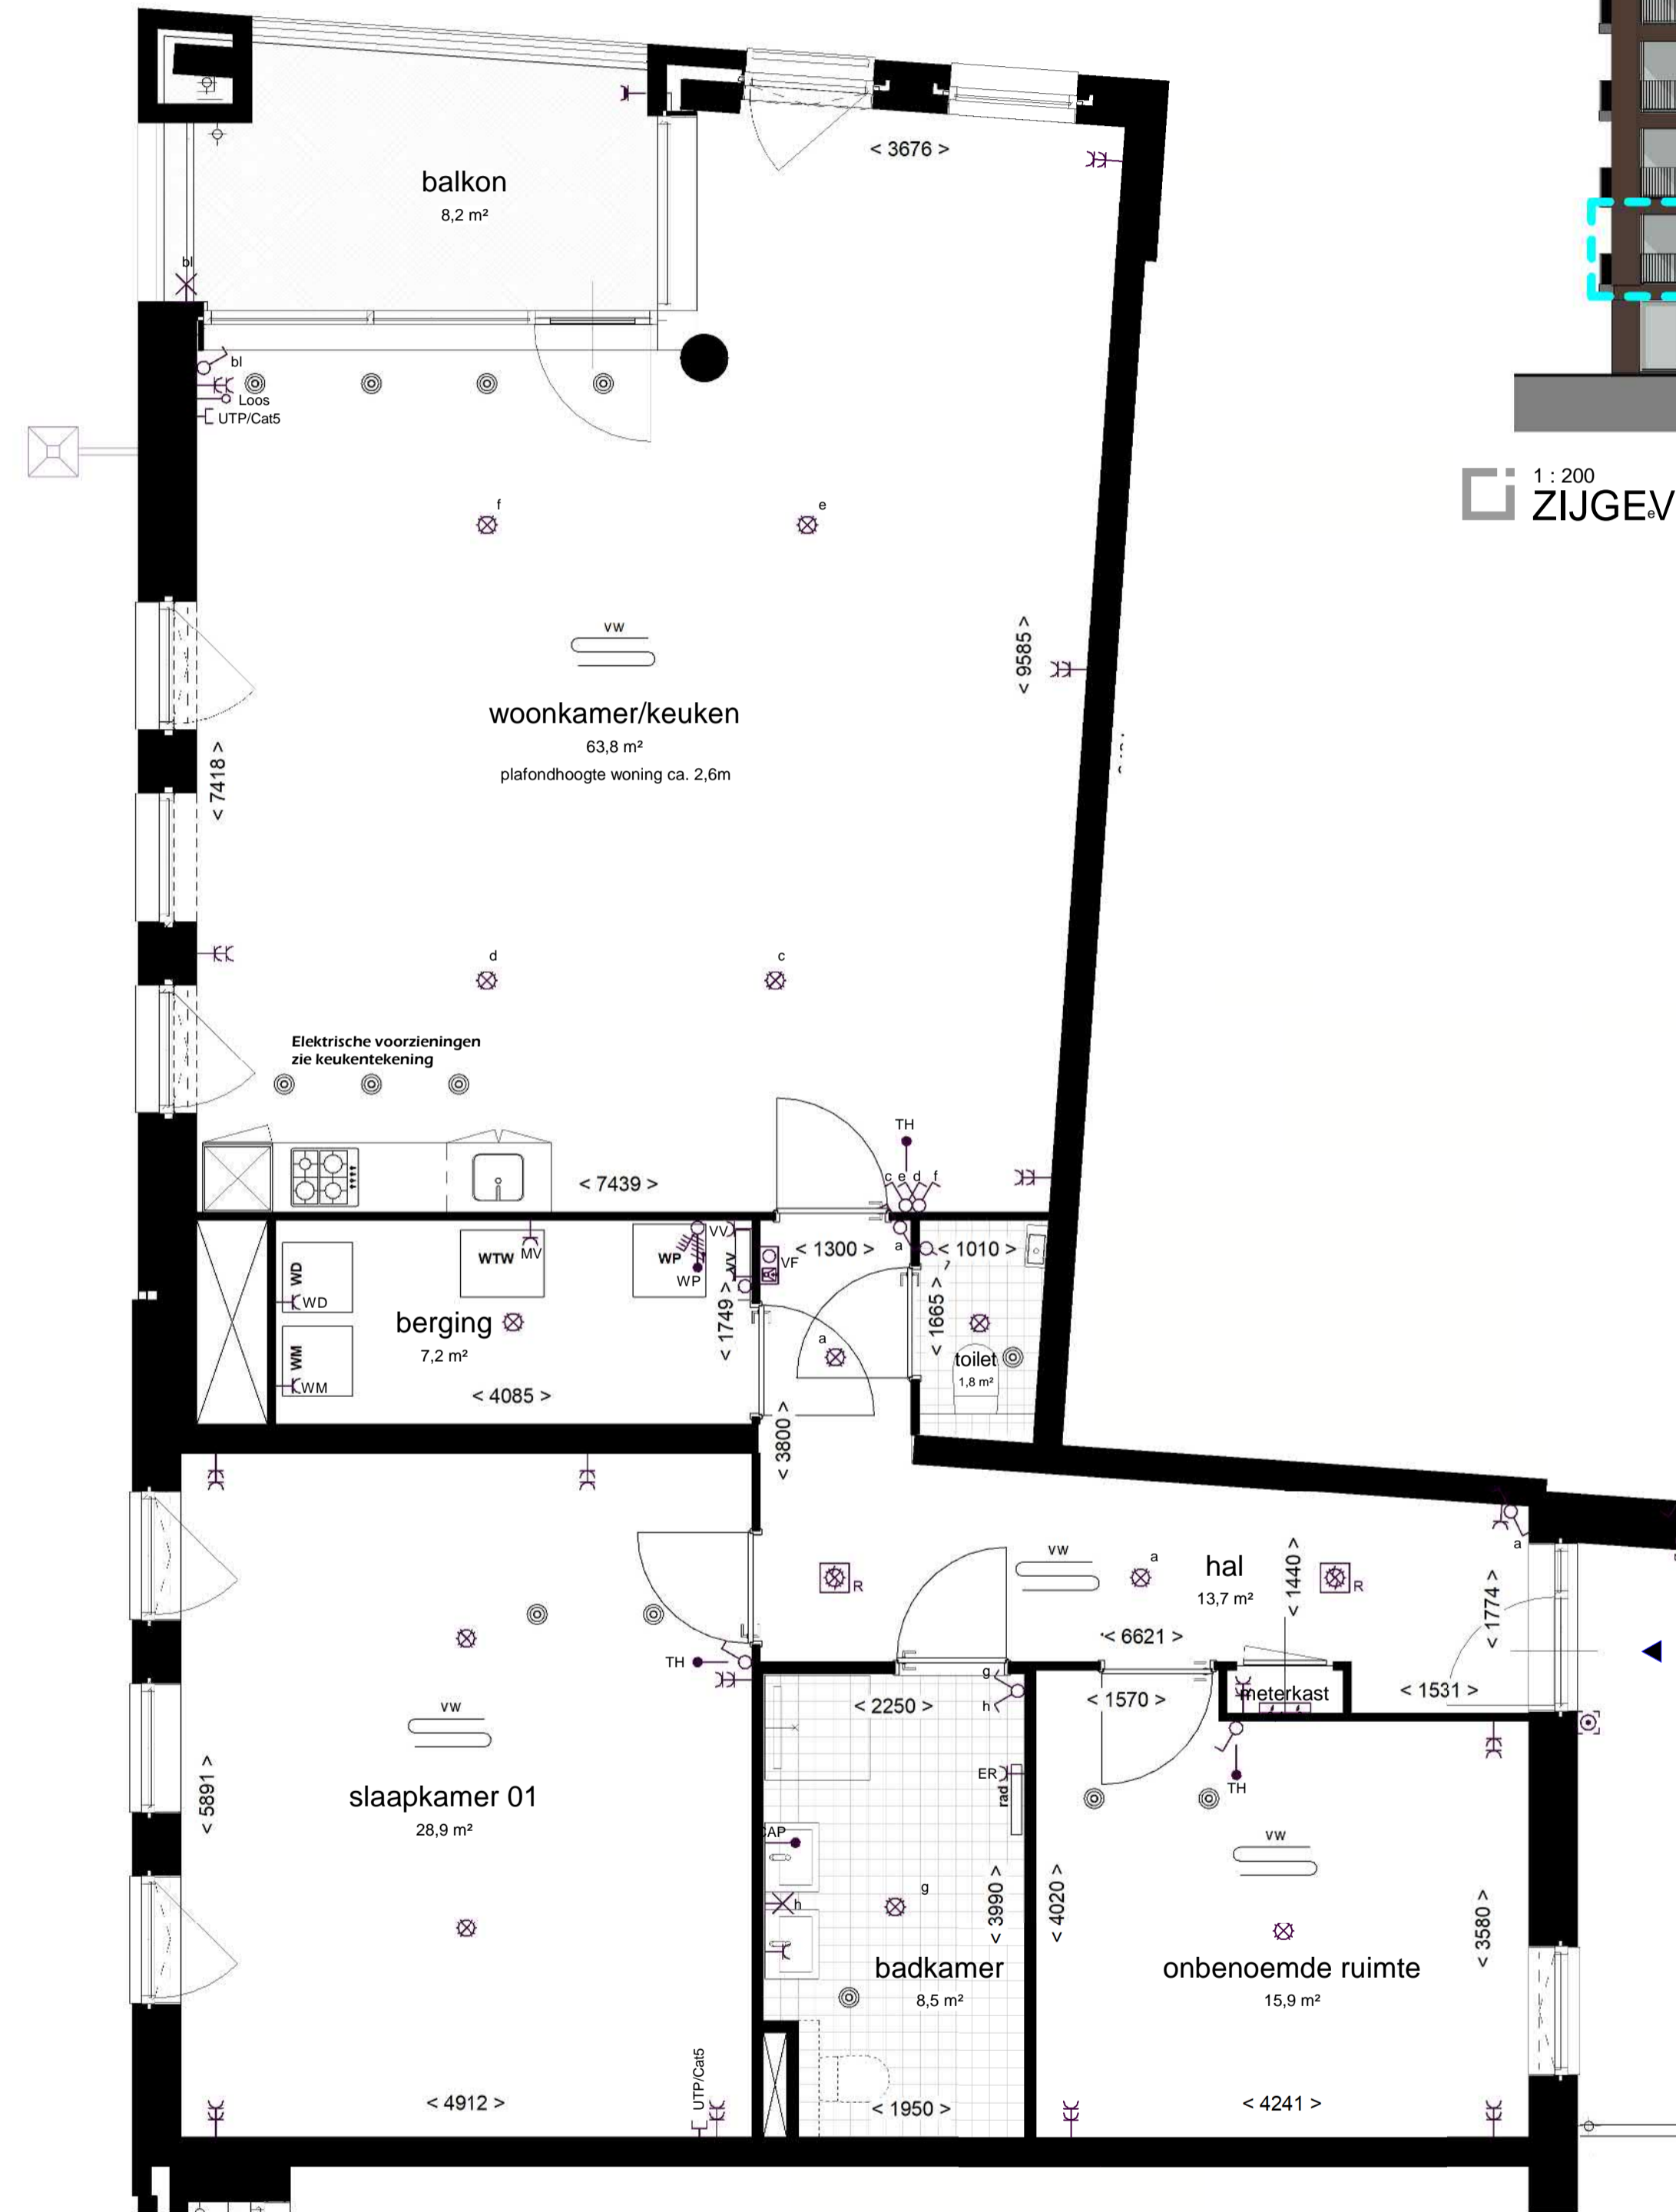 balkon
8,2 m²
< 3676 >
bl
bl
Loos
UTP/Cat5
1 : 200
ZIJGEV
e
f
e
vw
< 9585 >
woonkamer/keuken
63,8 m²
plafondhoogte woning ca. 2,6m
< 7418 >
d
c
Elektrische voorzieningen
zie keukentekening
TH
c e d f
< 7439 >
WTW
MV
WP
WP
VV
VV
VF
< 1300 >
a
< 1010 >
WD
WD
berging
7,2 m²
< 1749 >
< 1665 >
a
toilet
1,8 m²
WM
WM
< 4085 >
< 3800 >
vw
a
hal
13,7 m²
< 1440 >
R
R
a
< 1774 >
< 6621 >
TH
g
h
< 2250 >
< 1570 >
meterkast
< 1531 >
vw
ER
rad
TH
< 5891 >
slaapkamer 01
28,9 m²
vw
h
g
< 3990 >
< 4020 >
< 3580 >
badkamer
8,5 m²
onbenoemde ruimte
15,9 m²
UTP/Cat5
< 4912 >
< 1950 >
< 4241 >